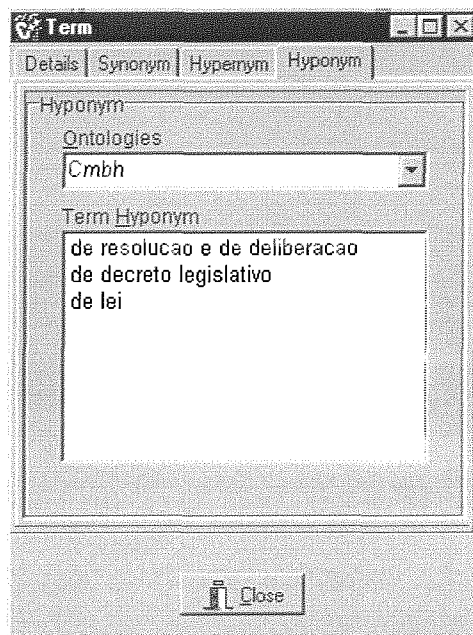 Term
Details Synonym Hypernym Hyponym
Hyponym
Ontologies
Cmbh
Term Hyponym
de resolucao e de deliberacao
de decreto legislativo
de lei
Close